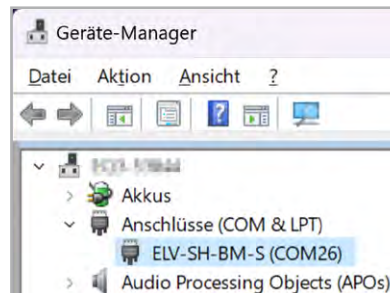 Geräte-Manager
Datei Aktion Ansicht ?
Akkus
Anschlüsse (COM & LPT)
ELV-SH-BM-S (COM26)
Audio Processing Objects (APOs)